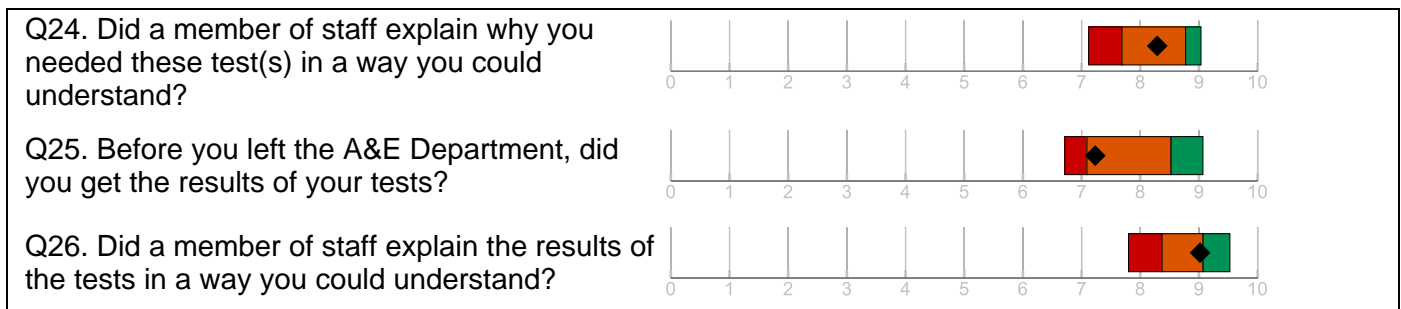 Q24. Did a member of staff explain why you
needed these test(s) in a way you could
understand?
0 1 2 3 4 5 6 7 8 9 10
Q25. Before you left the A&E Department, did
you get the results of your tests?
0 1 2 3 4 5 6 7 8 9 10
Q26. Did a member of staff explain the results of
the tests in a way you could understand?
0 1 2 3 4 5 6 7 8 9 10